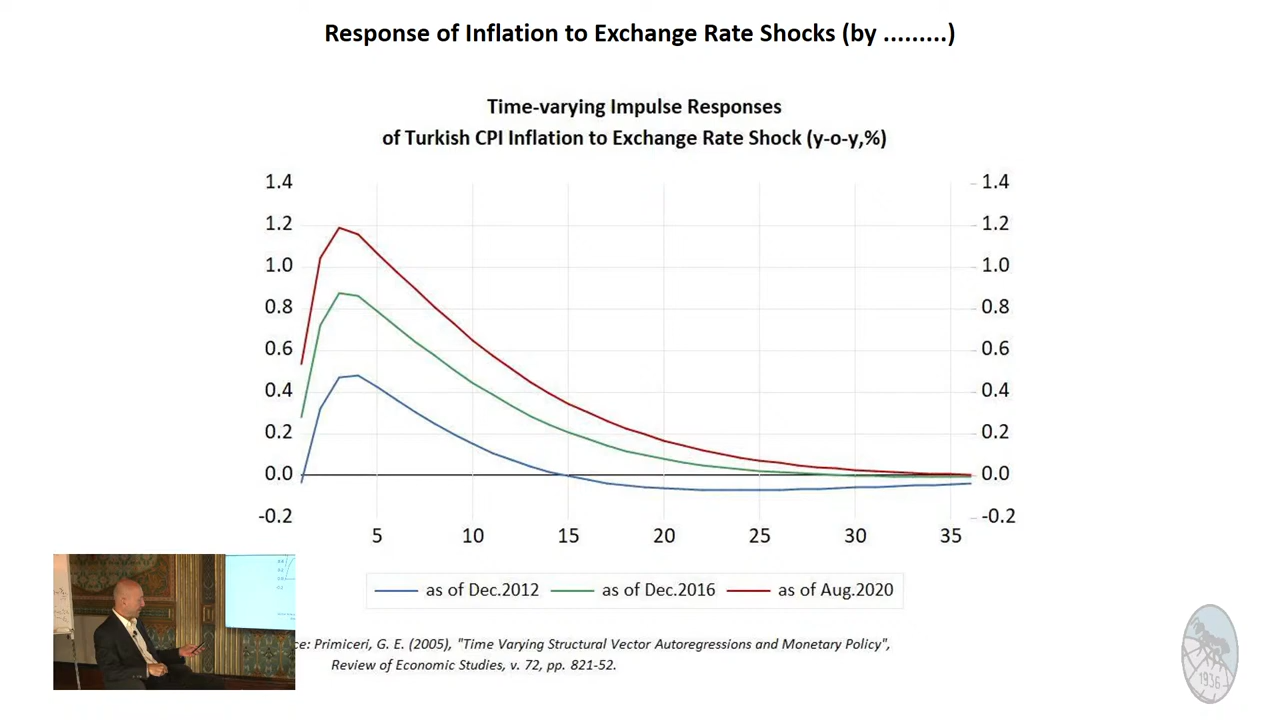 Response of Inflation to Exchange Rate Shocks (by .........)
Time-varying Impulse Responses
of Turkish CPI Inflation to Exchange Rate Shock (y-o-y,%)
1.4 1.4
1.2 1.2
1.0 1.0
0.8 0.8
0.6 0.6
0.4 0.4
0.2 0.2
0.0 0.0
-0.2 -0.2
5 10 15 20 25 30 35
as of Dec.2012 as of Dec.2016 as of Aug.2020
ce: Primiceri, G. E. (2005), "Time Varying Structural Vector Autoregressions and Monetary Policy",
Review of Economic Studies, v. 72, pp. 821-52.
1936